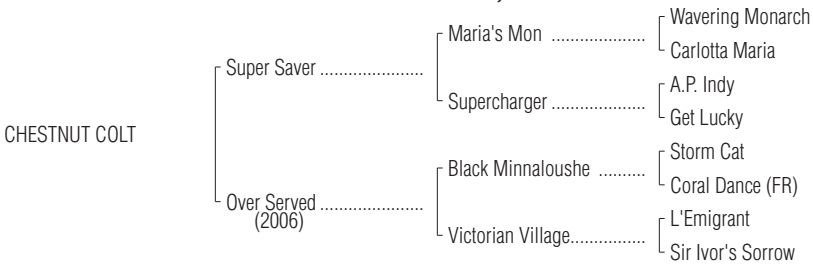 Wavering Monarch
Maria's Mon ....................
Carlotta Maria
Super Saver ......................
A.P. Indy
Supercharger ....................
Get Lucky
CHESTNUT COLT
Storm Cat
Black Minnaloushe ..........
Coral Dance (FR)
Over Served ......................
(2006)
L'Emigrant
Victorian Village................
Sir Ivor's Sorrow